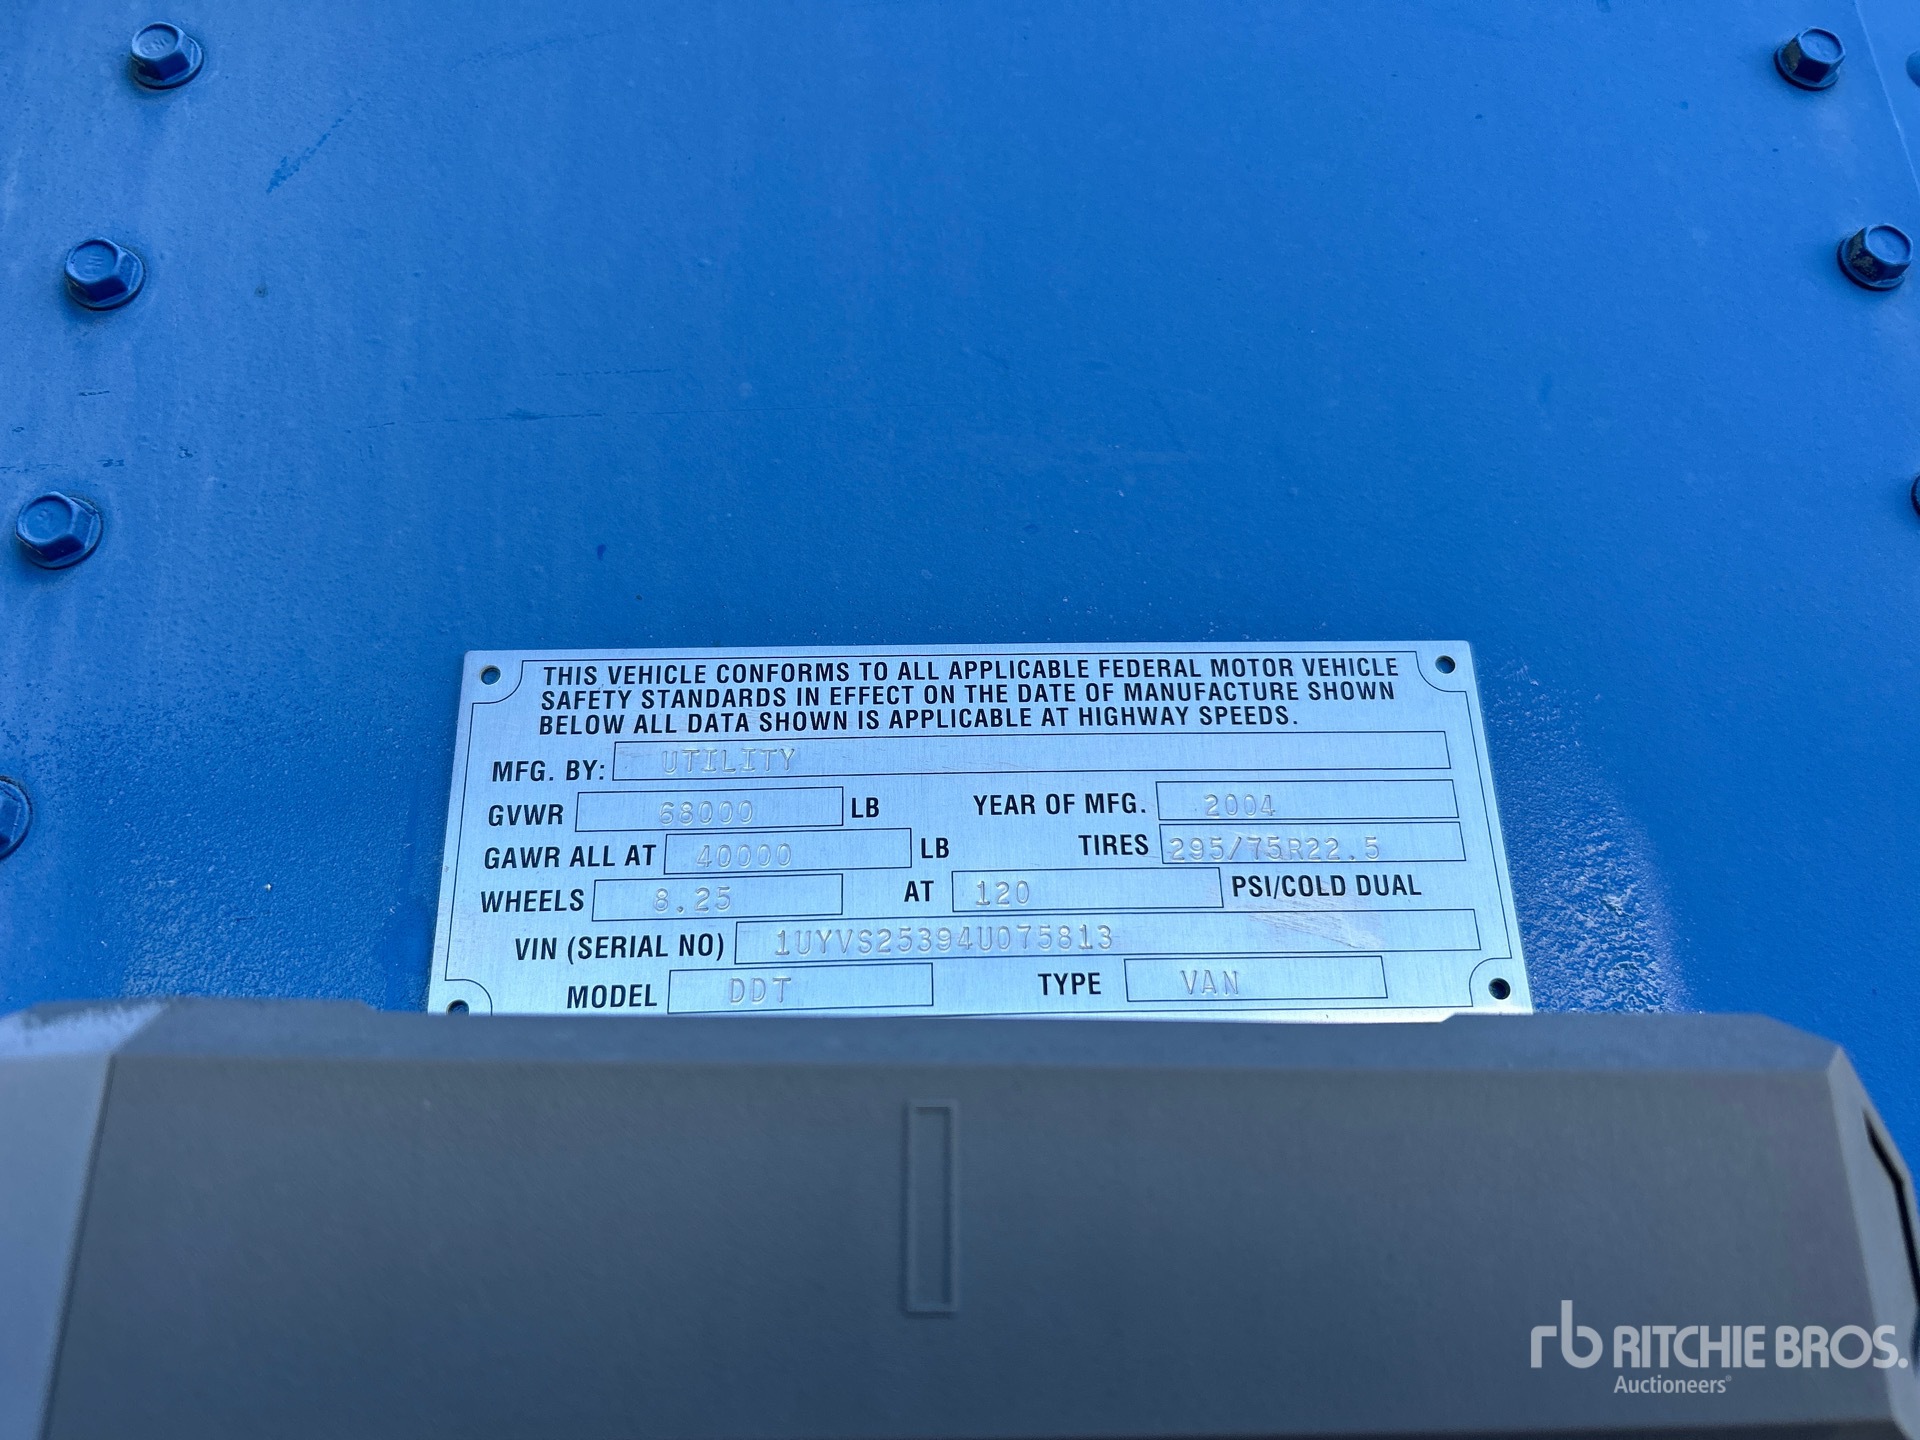 THIS VEHICLE CONFORMS TO ALL APPLICABLE FEDERAL MOTOR VEHICLE
SAFETY STANDARDS IN EFFECT ON THE DATE OF MANUFACTURE SHOWN
BELOW ALL DATA SHOWN IS APPLICABLE AT HIGHWAY SPEEDS.
MFG. BY: UTILITY
GVWR 68000 LB YEAR OF MFG. 2004
GAWR ALL AT 40000 LB TIRES 295/75R22.5
WHEELS 8.25 AT 120 PSI/COLD DUAL
VIN (SERIAL NO) 1UYVS25394U075813
MODEL DDT TYPE VAN
rb RITCHIE BROS.
Auctioneers